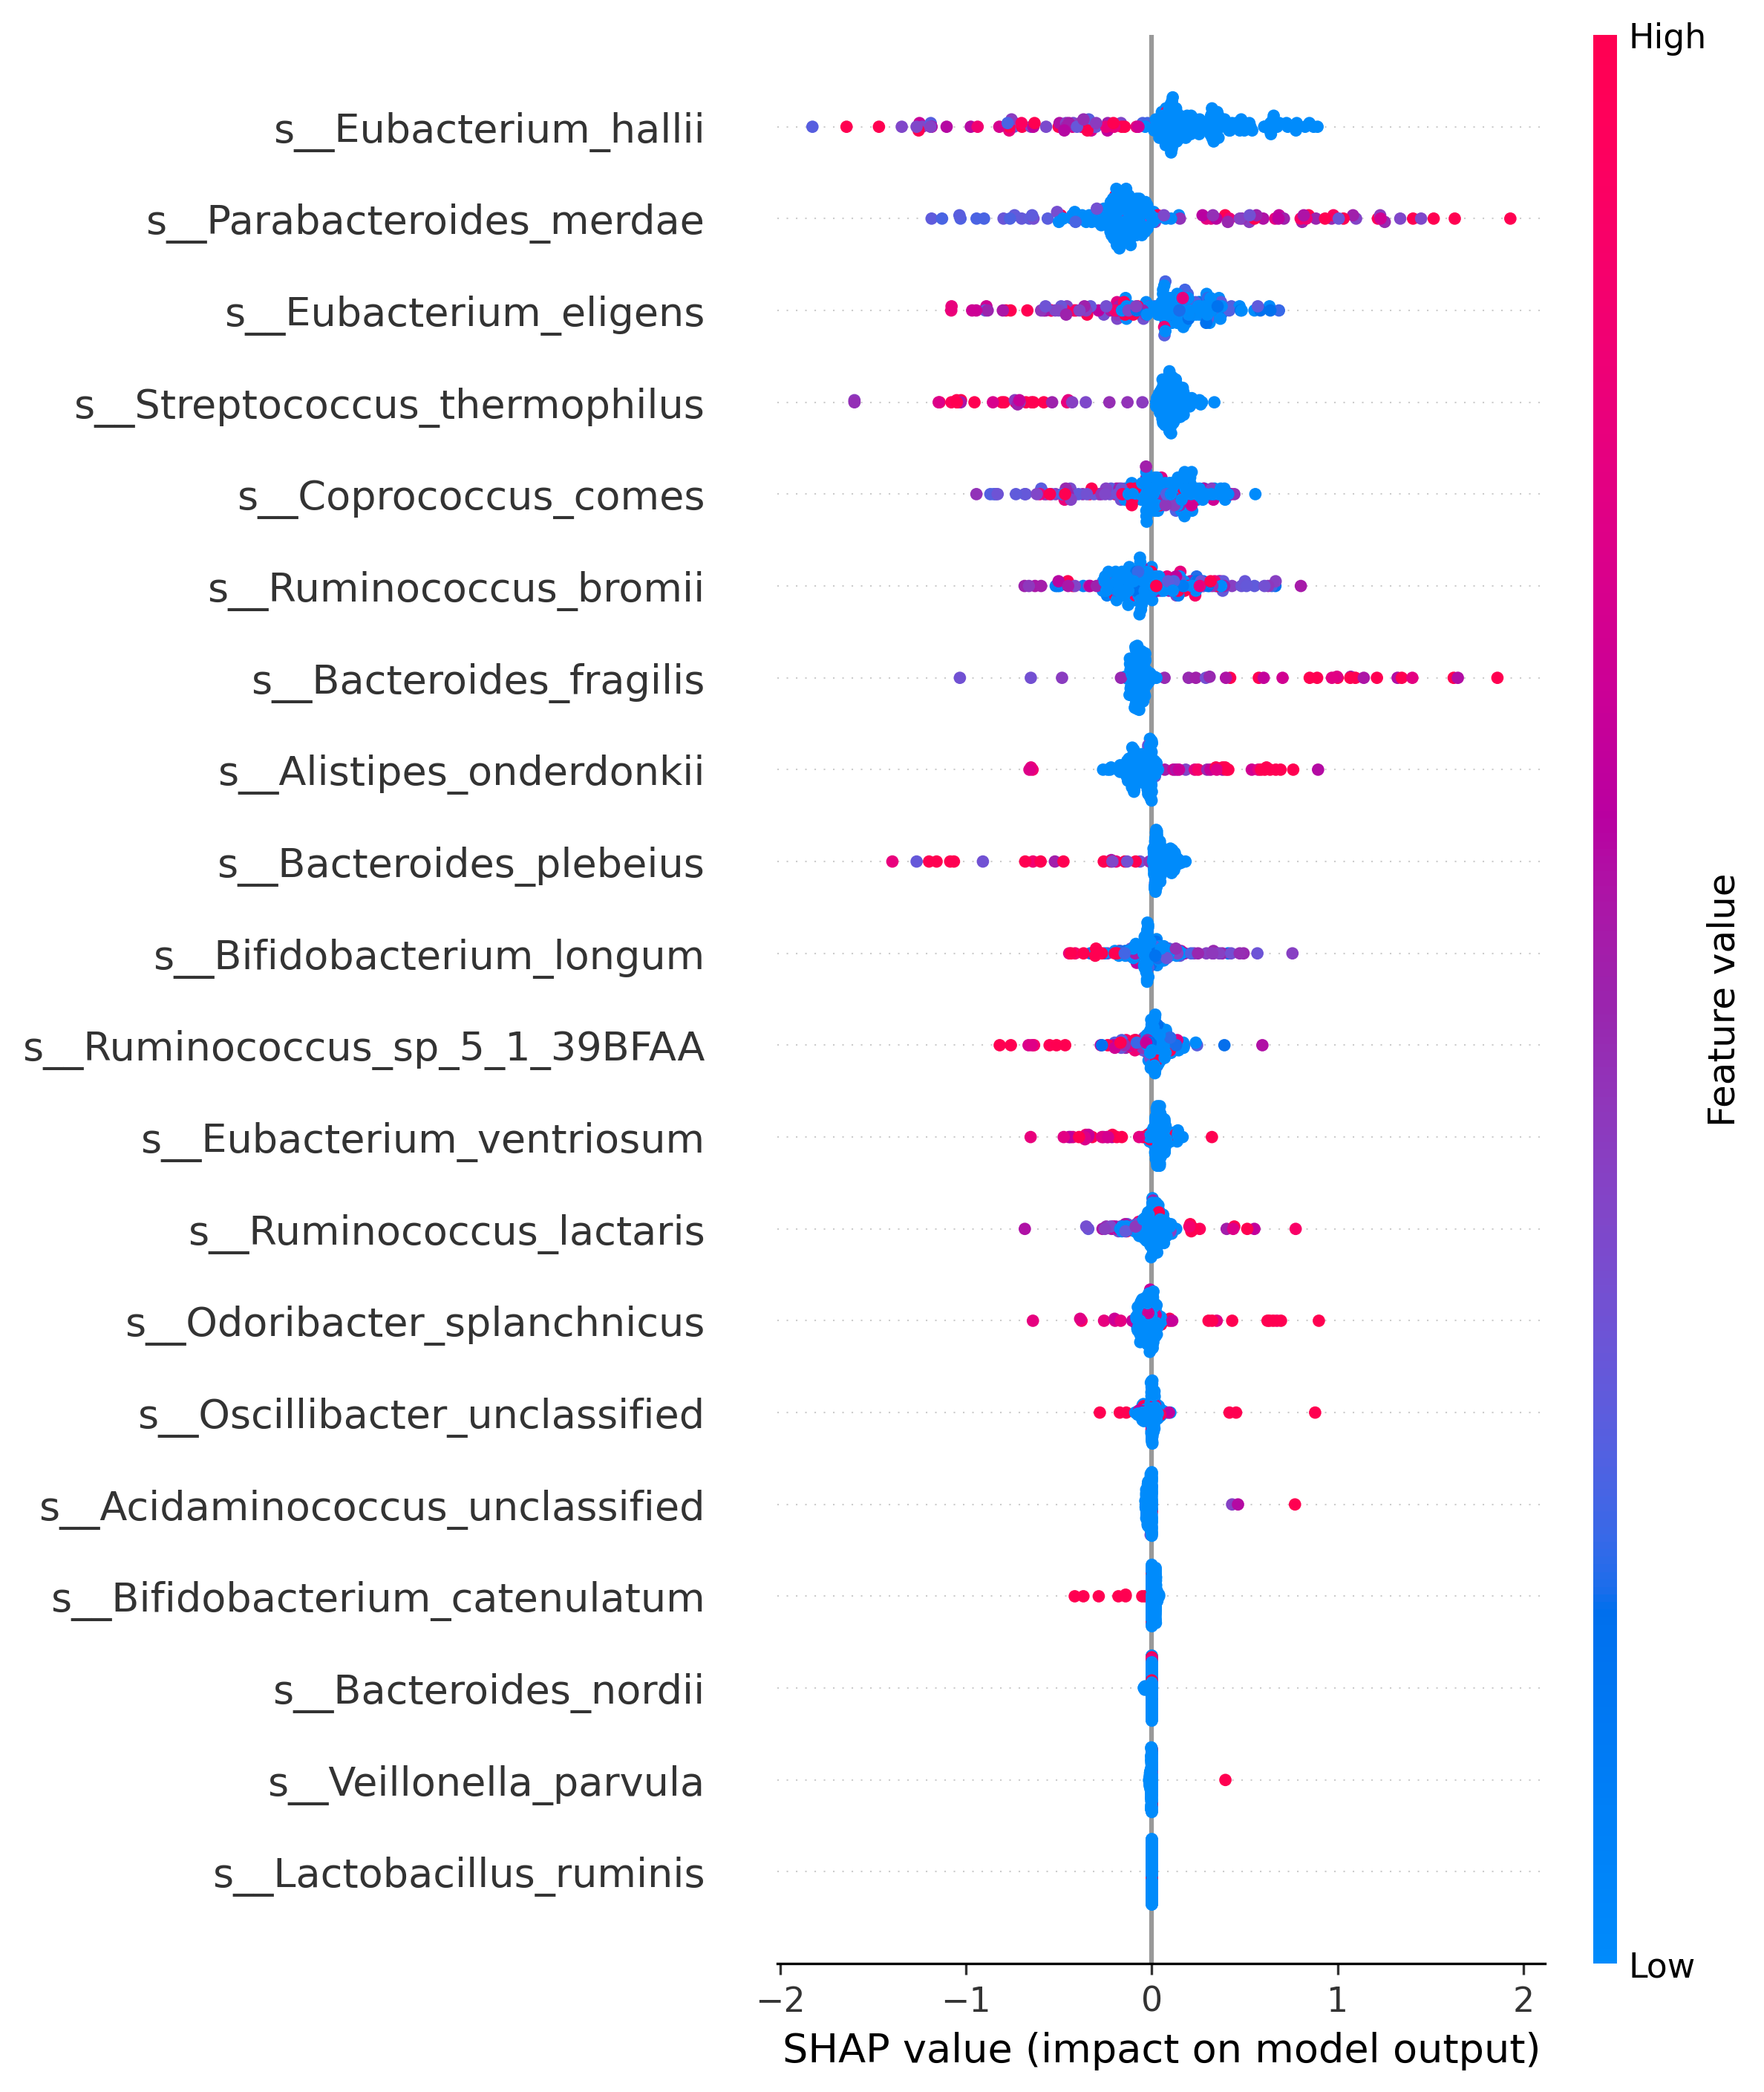 High
s__Eubacterium_hallii
s__Parabacteroides_merdae
s__Eubacterium_eligens
s__Streptococcus_thermophilus
s__Coprococcus_comes
s__Ruminococcus_bromii
s__Bacteroides_fragilis
s__Alistipes_onderdonkii
s__Bacteroides_plebeius
s__Bifidobacterium_longum
s__Ruminococcus_sp_5_1_39BFAA
s__Eubacterium_ventriosum
s__Ruminococcus_lactaris
s__Odoribacter_splanchnicus
s__Oscillibacter_unclassified
s__Acidaminococcus_unclassified
s__Bifidobacterium_catenulatum
s__Bacteroides_nordii
s__Veillonella_parvula
s__Lactobacillus_ruminis
Feature value
Low
−2 −1 0 1 2
SHAP value (impact on model output)